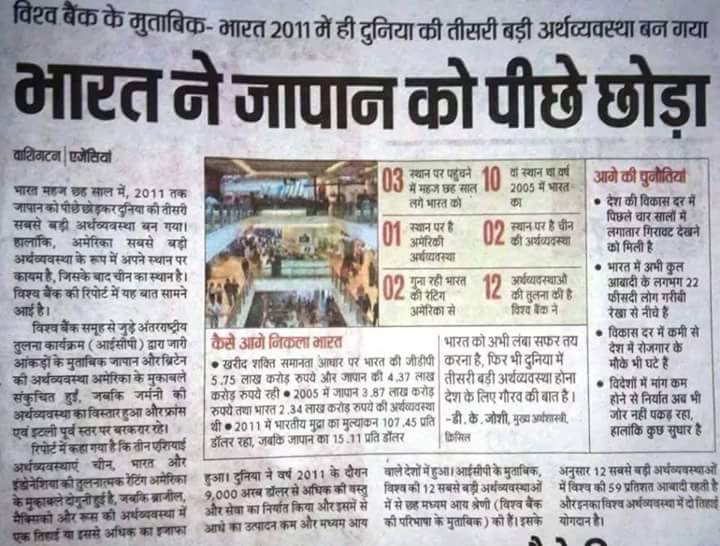 विश्व बैंक के मुताबिक- भारत 2011 में ही दुनिया की तीसरी बड़ी अर्थव्यवस्था बन गया
भारत ने जापान को पीछे छोड़ा
वाशिंगटन | एजेंसियां
भारत महज छह साल में, 2011 तक
जापान को पीछे छोड़कर दुनिया की तीसरी
सबसे बड़ी अर्थव्यवस्था बन गया।
हालांकि, अमेरिका सबसे बड़ी
अर्थव्यवस्था के रूप में अपने स्थान पर
कायम है, जिसके बाद चीन का स्थान है।
विश्व बैंक की रिपोर्ट में यह बात सामने
आई है।
विश्व बैंक समूह से जुड़े अंतरराष्ट्रीय
तुलना कार्यक्रम (आईसीपी) द्वारा जारी
आंकड़ों के मुताबिक जापान और ब्रिटेन
की अर्थव्यवस्था अमेरिका के मुकाबले
संकुचित हुई, जबकि जर्मनी की
अर्थव्यवस्था का विस्तार हुआ और फ्रांस
एवं इटली पूर्व स्तर पर बरकरार रहे।
रिपोर्ट में कहा गया है कि तीन एशियाई
अर्थव्यवस्थाएं चीन, भारत और
इंडोनेशिया की तुलनात्मक रेटिंग अमेरिका
के मुकाबले दोगुनी हुई है, जबकि ब्राजील,
मैक्सिको और रूस की अर्थव्यवस्था में
एक तिहाई या इससे अधिक का इजाफा
03 स्थान पर पहुंचने
में महज छह साल
लगे भारत को
10 वां स्थान था वर्ष
2005 में भारत
का
01 स्थान पर है
अमेरिकी
अर्थव्यवस्था
02 स्थान पर है चीन
की अर्थव्यवस्था
02 गुना रही भारत
की रेटिंग
अमेरिका से
12 अर्थव्यवस्थाओं
की तुलना की है
विश्व बैंक ने
आगे की चुनौतियां
• देश की विकास दर में
पिछले चार सालों में
लगातार गिरावट देखने
को मिली है
• भारत में अभी कुल
आबादी के लगभग 22
फीसदी लोग गरीबी
रेखा से नीचे है
• विकास दर में कमी से
देश में रोजगार के
मौके भी घटे है
• विदेशों में मांग कम
होने से निर्यात अब भी
जोर नही पकड़ रहा,
हालांकि कुछ सुधार है
कैसे आगे निकला भारत
• खरीद शक्ति समानता आधार पर भारत की जीडीपी
5.75 लाख करोड़ रुपये और जापान की 4.37 लाख
करोड़ रुपये रही • 2005 में जापान 3.87 लाख करोड़
रुपये तथा भारत 2.34 लाख करोड़ रुपये की अर्थव्यवस्था
थी • 2011 में भारतीय मुद्रा का मुल्याकन 107.45 प्रति
डॉलर रहा, जबकि जापान का 15.11 प्रति डॉलर
भारत को अभी लंबा सफर तय
करना है, फिर भी दुनिया में
तीसरी बड़ी अर्थव्यवस्था होना
देश के लिए गौरव की बात है।
-डी. के. जोशी, मुख्य अर्थशास्त्री,
क्रिसिल
हुआ। दुनिया ने वर्ष 2011 के दौरान
9,000 अरब डॉलर से अधिक की वस्तु
और सेवा का निर्यात किया और इसमें से
आधे का उत्पादन कम और मध्यम आय
वाले देशों में हुआ। आईसीपी के मुताबिक,
विश्व की 12 सबसे बड़ी अर्थव्यवस्थाओं
में से छह मध्यम आय श्रेणी (विश्व बैंक
की परिभाषा के मुताबिक) की हैं। इसके
अनुसार 12 सबसे बड़ी अर्थव्यवस्थाओं
में विश्व की 59 प्रतिशत आबादी रहती है
और इनका विश्व अर्थव्यवस्था में दो तिहाई
योगदान है।